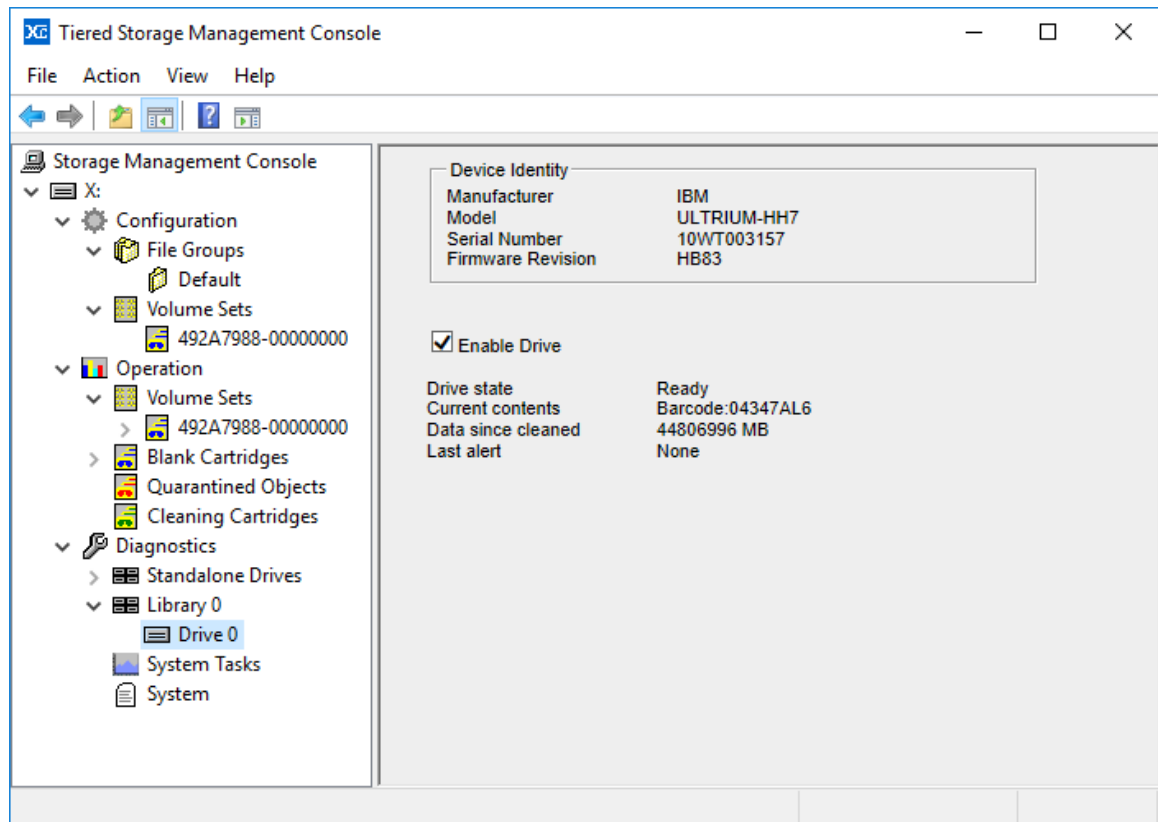 Tiered Storage Management Console
File Action View Help
Storage Management Console
X:
Configuration
File Groups
Default
Volume Sets
492A7988-00000000
Operation
Volume Sets
492A7988-00000000
Blank Cartridges
Quarantined Objects
Cleaning Cartridges
Diagnostics
Standalone Drives
Library 0
Drive 0
System Tasks
System
Device Identity
Manufacturer IBM
Model ULTRIUM-HH7
Serial Number 10WT003157
Firmware Revision HB83
Enable Drive
Drive state Ready
Current contents Barcode:04347AL6
Data since cleaned 44806996 MB
Last alert None